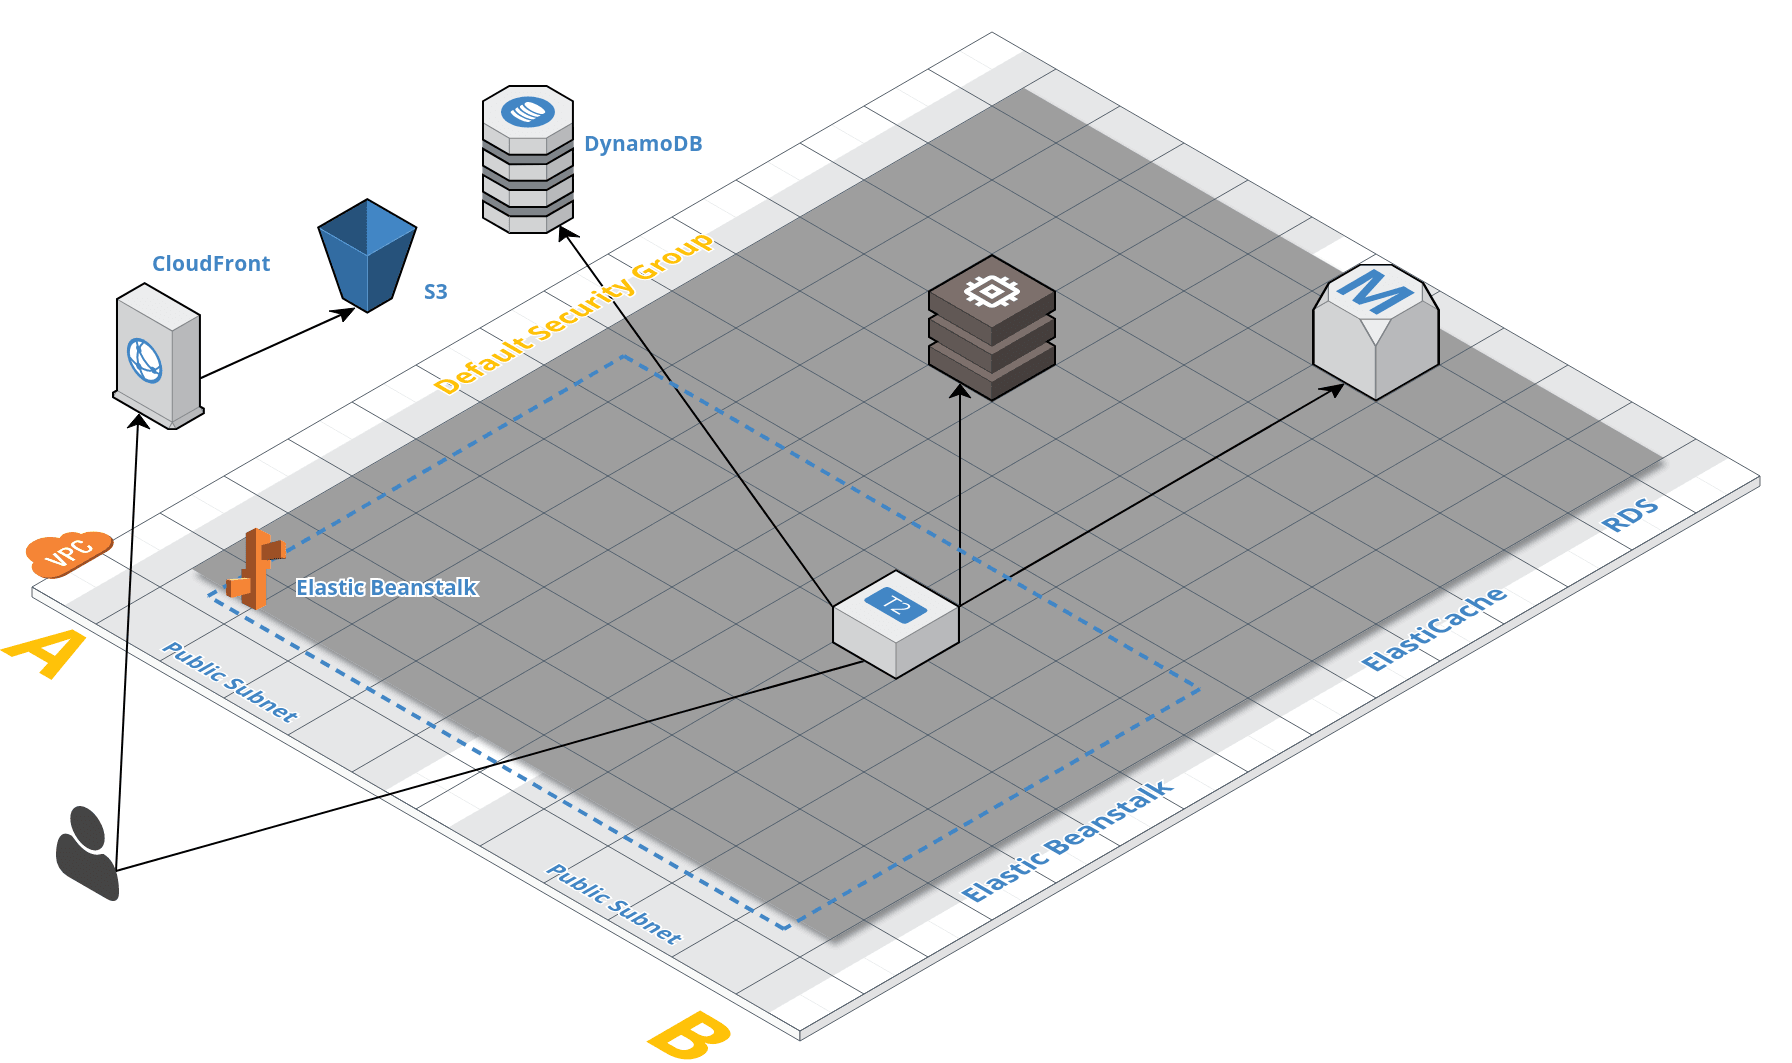 DynamoDB
CloudFront
S3
Default Security Group
M
VPC
Elastic Beanstalk
T2
RDS
ElastiCache
A
Public Subnet
Elastic Beanstalk
Public Subnet
B